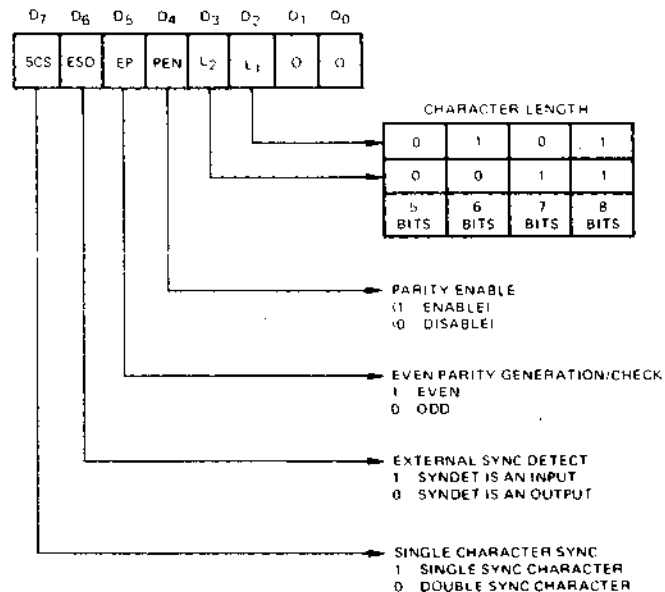 D7 D6 D5 D4 D3 D2 D1 D0
SCS ESD EP PEN L2 L1 0 0
CHARACTER LENGTH
0 1 0 1
0 0 1 1
5 BITS 6 BITS 7 BITS 8 BITS
PARITY ENABLE
(1 ENABLE)
(0 DISABLE)
EVEN PARITY GENERATION/CHECK
1 EVEN
0 ODD
EXTERNAL SYNC DETECT
1 SYNDET IS AN INPUT
0 SYNDET IS AN OUTPUT
SINGLE CHARACTER SYNC
1 SINGLE SYNC CHARACTER
0 DOUBLE SYNC CHARACTER